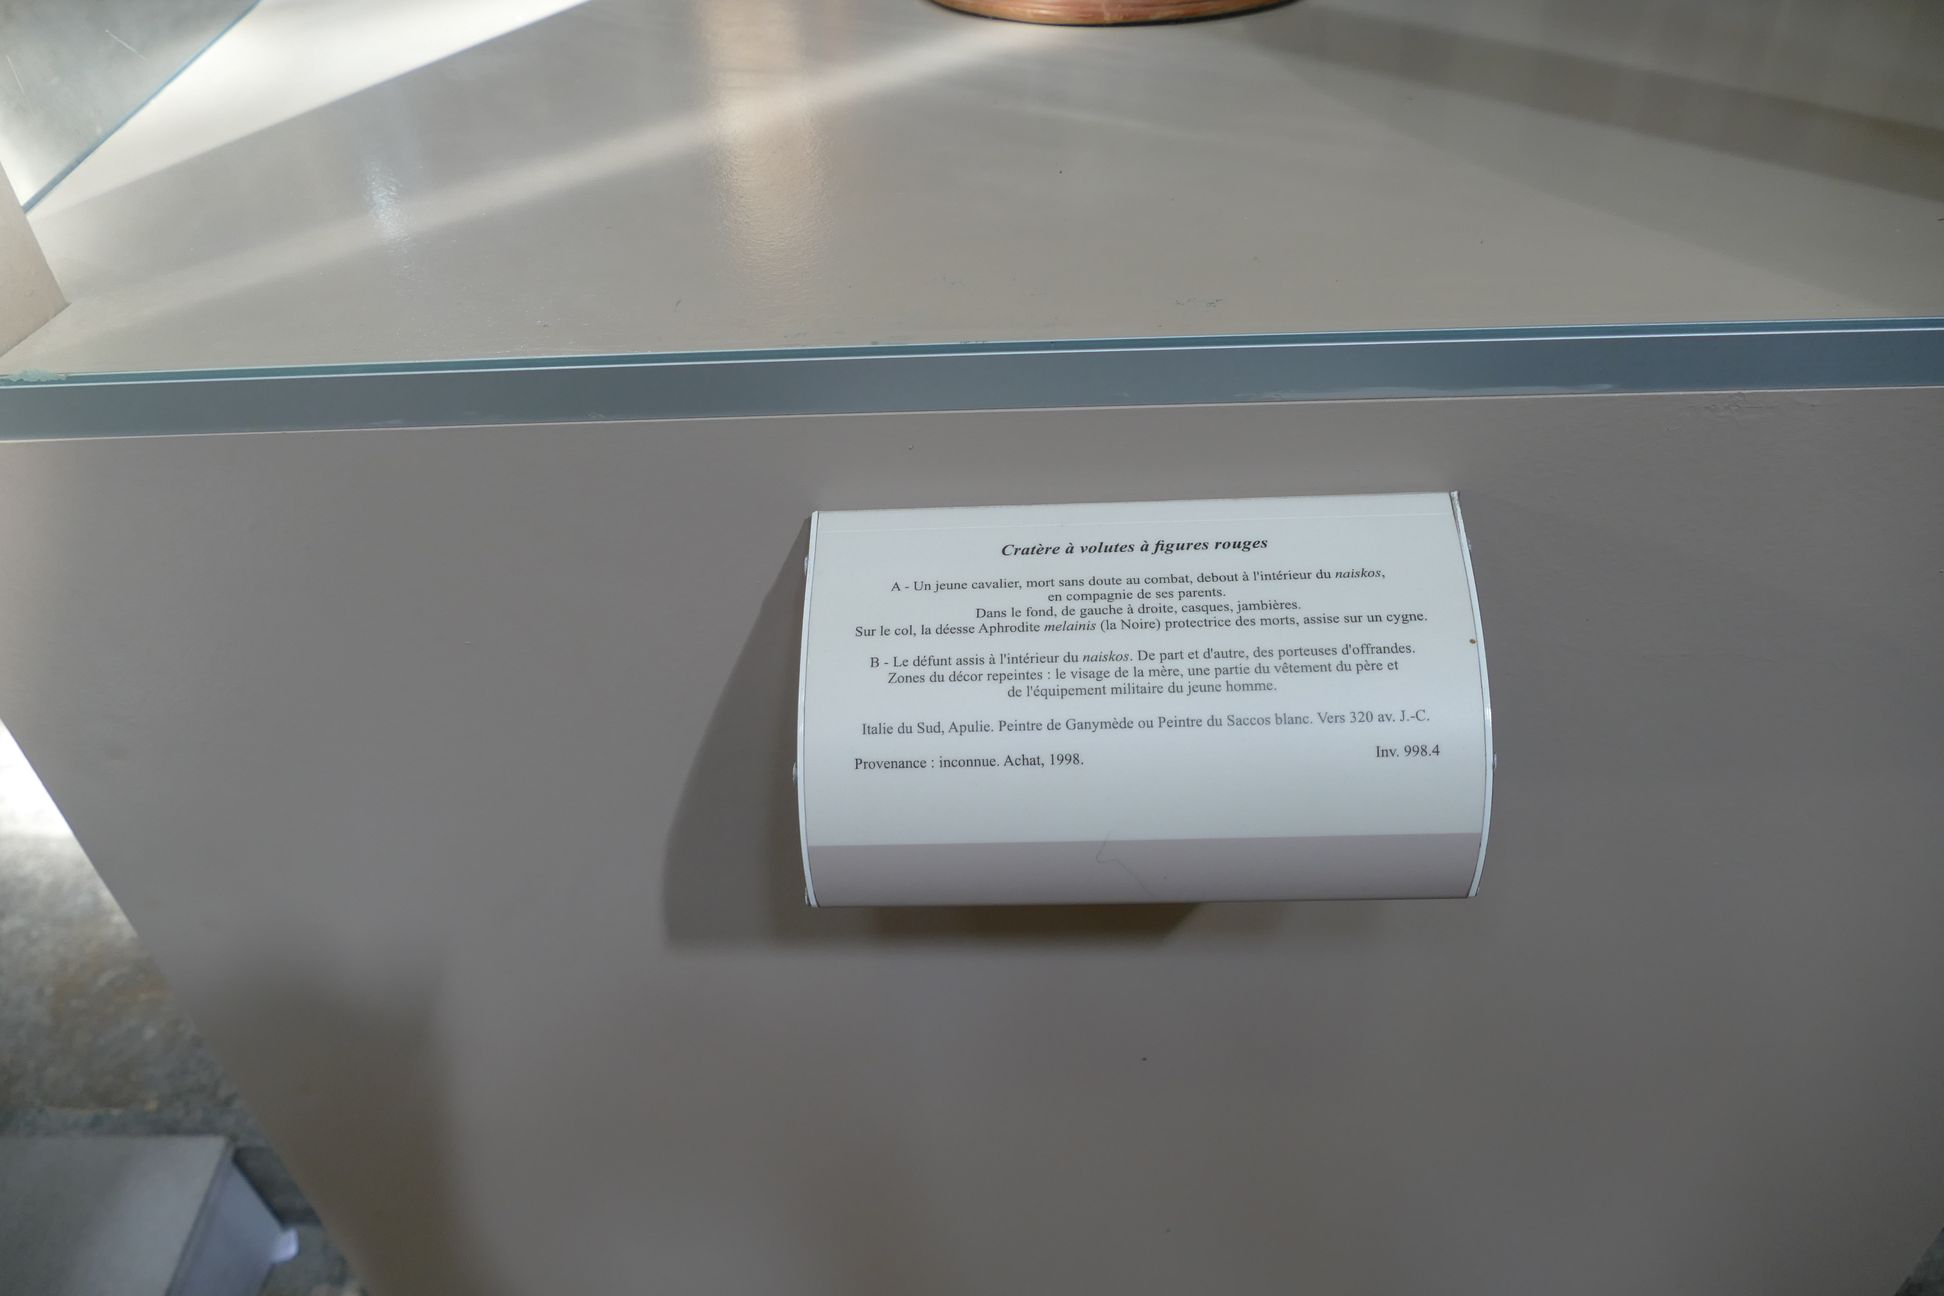 Cratère à volutes à figures rouges
A - Un jeune cavalier, mort sans doute au combat, debout à l'intérieur du naiskos,
en compagnie de ses parents.
Dans le fond, de gauche à droite, casques, jambières.
Sur le col, la déesse Aphrodite melainis (la Noire) protectrice des morts, assise sur un cygne.
B - Le défunt assis à l'intérieur du naiskos. De part et d'autre, des porteuses d'offrandes.
Zones du décor repeintes : le visage de la mère, une partie du vêtement du père et
de l'équipement militaire du jeune homme.
Italie du Sud, Apulie. Peintre de Ganymède ou Peintre du Saccos blanc. Vers 320 av. J.-C.
Provenance : inconnue. Achat, 1998.
Inv. 998.4